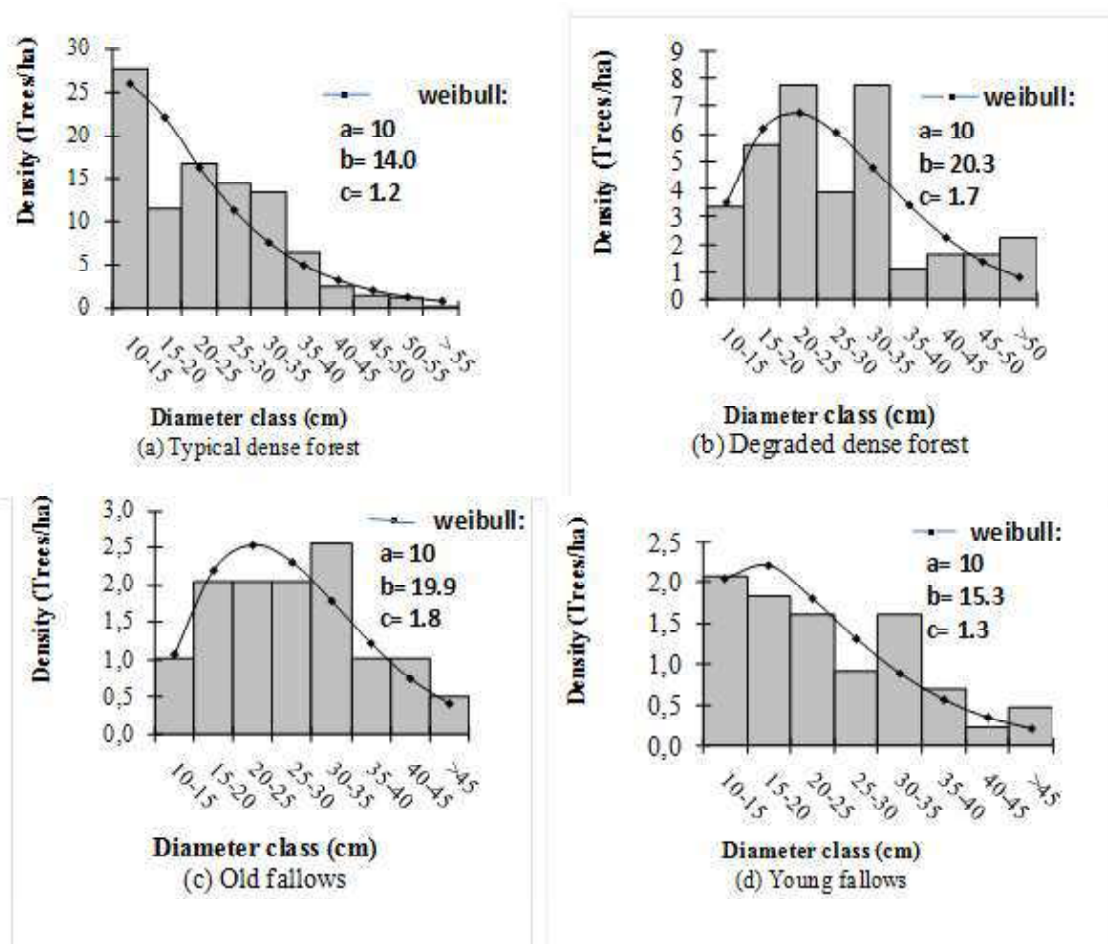 Density (Trees/ha)
30
25
20
15
10
5
0
weibull:
a= 10
b= 14.0
c= 1.2
10-15
15-20
20-25
25-30
30-35
35-40
40-45
45-50
50-55
> 55
Diameter class (cm)
(a) Typical dense forest
Density (Trees/ha)
9
8
7
6
5
4
3
2
1
0
weibull:
a= 10
b= 20.3
c= 1.7
10-15
15-20
20-25
25-30
30-35
35-40
40-45
45-50
>50
Diameter class (cm)
(b) Degraded dense forest
Density (Trees/ha)
3,0
2,5
2,0
1,5
1,0
0,5
0,0
weibull:
a= 10
b= 19.9
c= 1.8
10-15
15-20
20-25
25-30
30-35
35-40
40-45
>45
Diameter class (cm)
(c) Old fallows
Density (Trees/ha)
2,5
2,0
1,5
1,0
0,5
0,0
weibull:
a= 10
b= 15.3
c= 1.3
10-15
15-20
20-25
25-30
30-35
35-40
40-45
>45
Diameter class (cm)
(d) Young fallows